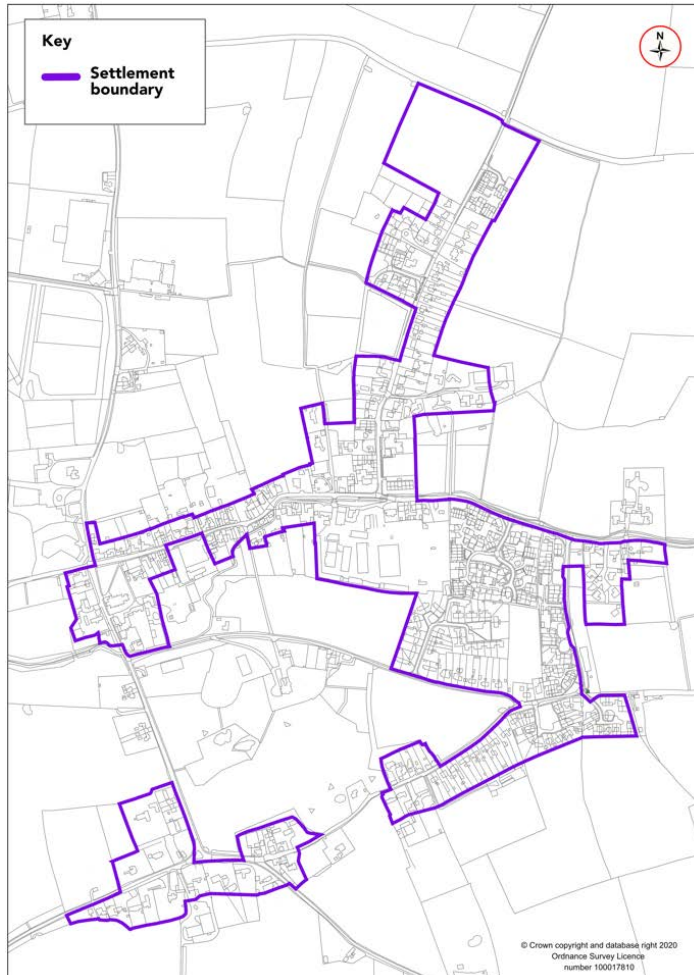 Key
Settlement
boundary
N
© Crown copyright and database right 2020
Ordnance Survey Licence
number 100017810